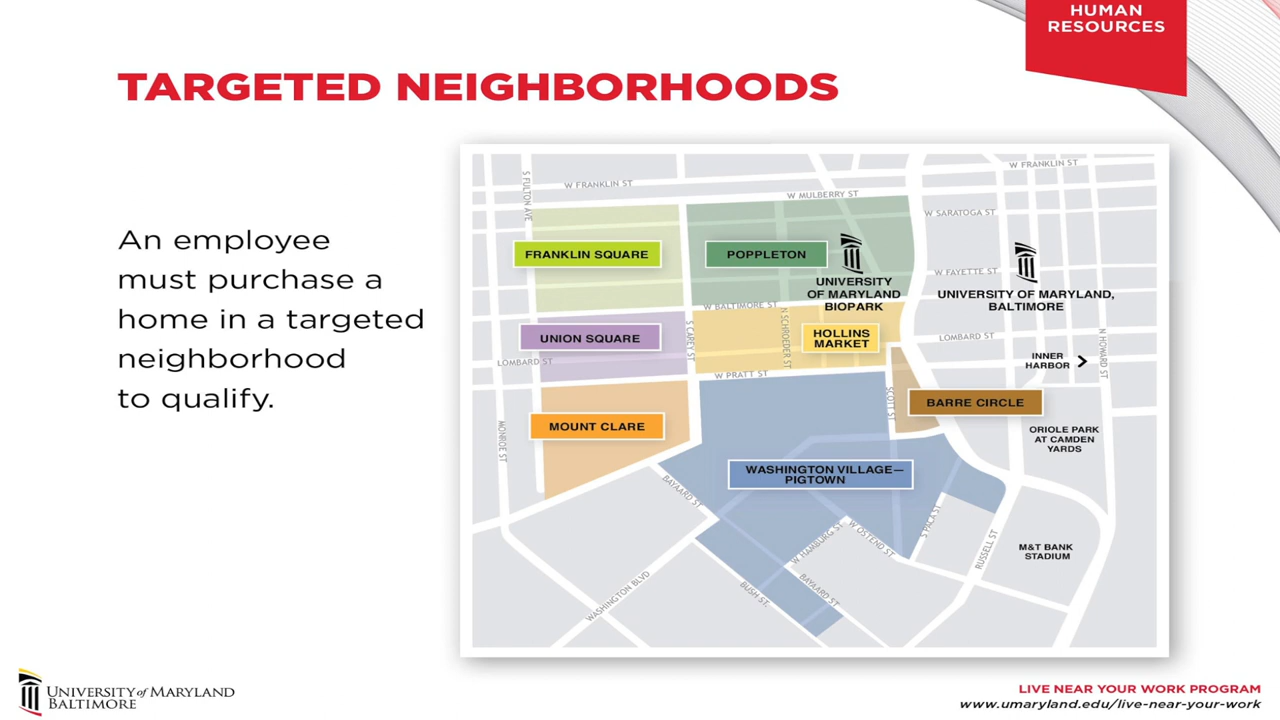 HUMAN
RESOURCES
TARGETED NEIGHBORHOODS
An employee
must purchase a
home in a targeted
neighborhood
to qualify.
S FULTON AVE
W FRANKLIN ST
W FRANKLIN ST
W MULBERRY ST
W SARATOGA ST
FRANKLIN SQUARE
POPPLETON
UNIVERSITY
OF MARYLAND
BIOPARK
W FAYETTE ST
UNIVERSITY OF MARYLAND,
BALTIMORE
W BALTIMORE ST
UNION SQUARE
S CAREY ST
N SCHROEDER ST
HOLLINS
MARKET
LOMBARD ST
LOMBARD ST
INNER
HARBOR
N HOWARD ST
W PRATT ST
SCOTT ST
BARRE CIRCLE
MOUNT CLARE
MONROE ST
ORIOLE PARK
AT CAMDEN
YARDS
WASHINGTON VILLAGE—
PIGTOWN
BAYAARD ST
W HAMBURG ST
W OSTEND ST
S PACA ST
RUSSELL ST
M&T BANK
STADIUM
WASHINGTON BLVD
BUSH ST.
BAYAARD ST
UNIVERSITY of MARYLAND
BALTIMORE
LIVE NEAR YOUR WORK PROGRAM
www.umaryland.edu/live-near-your-work